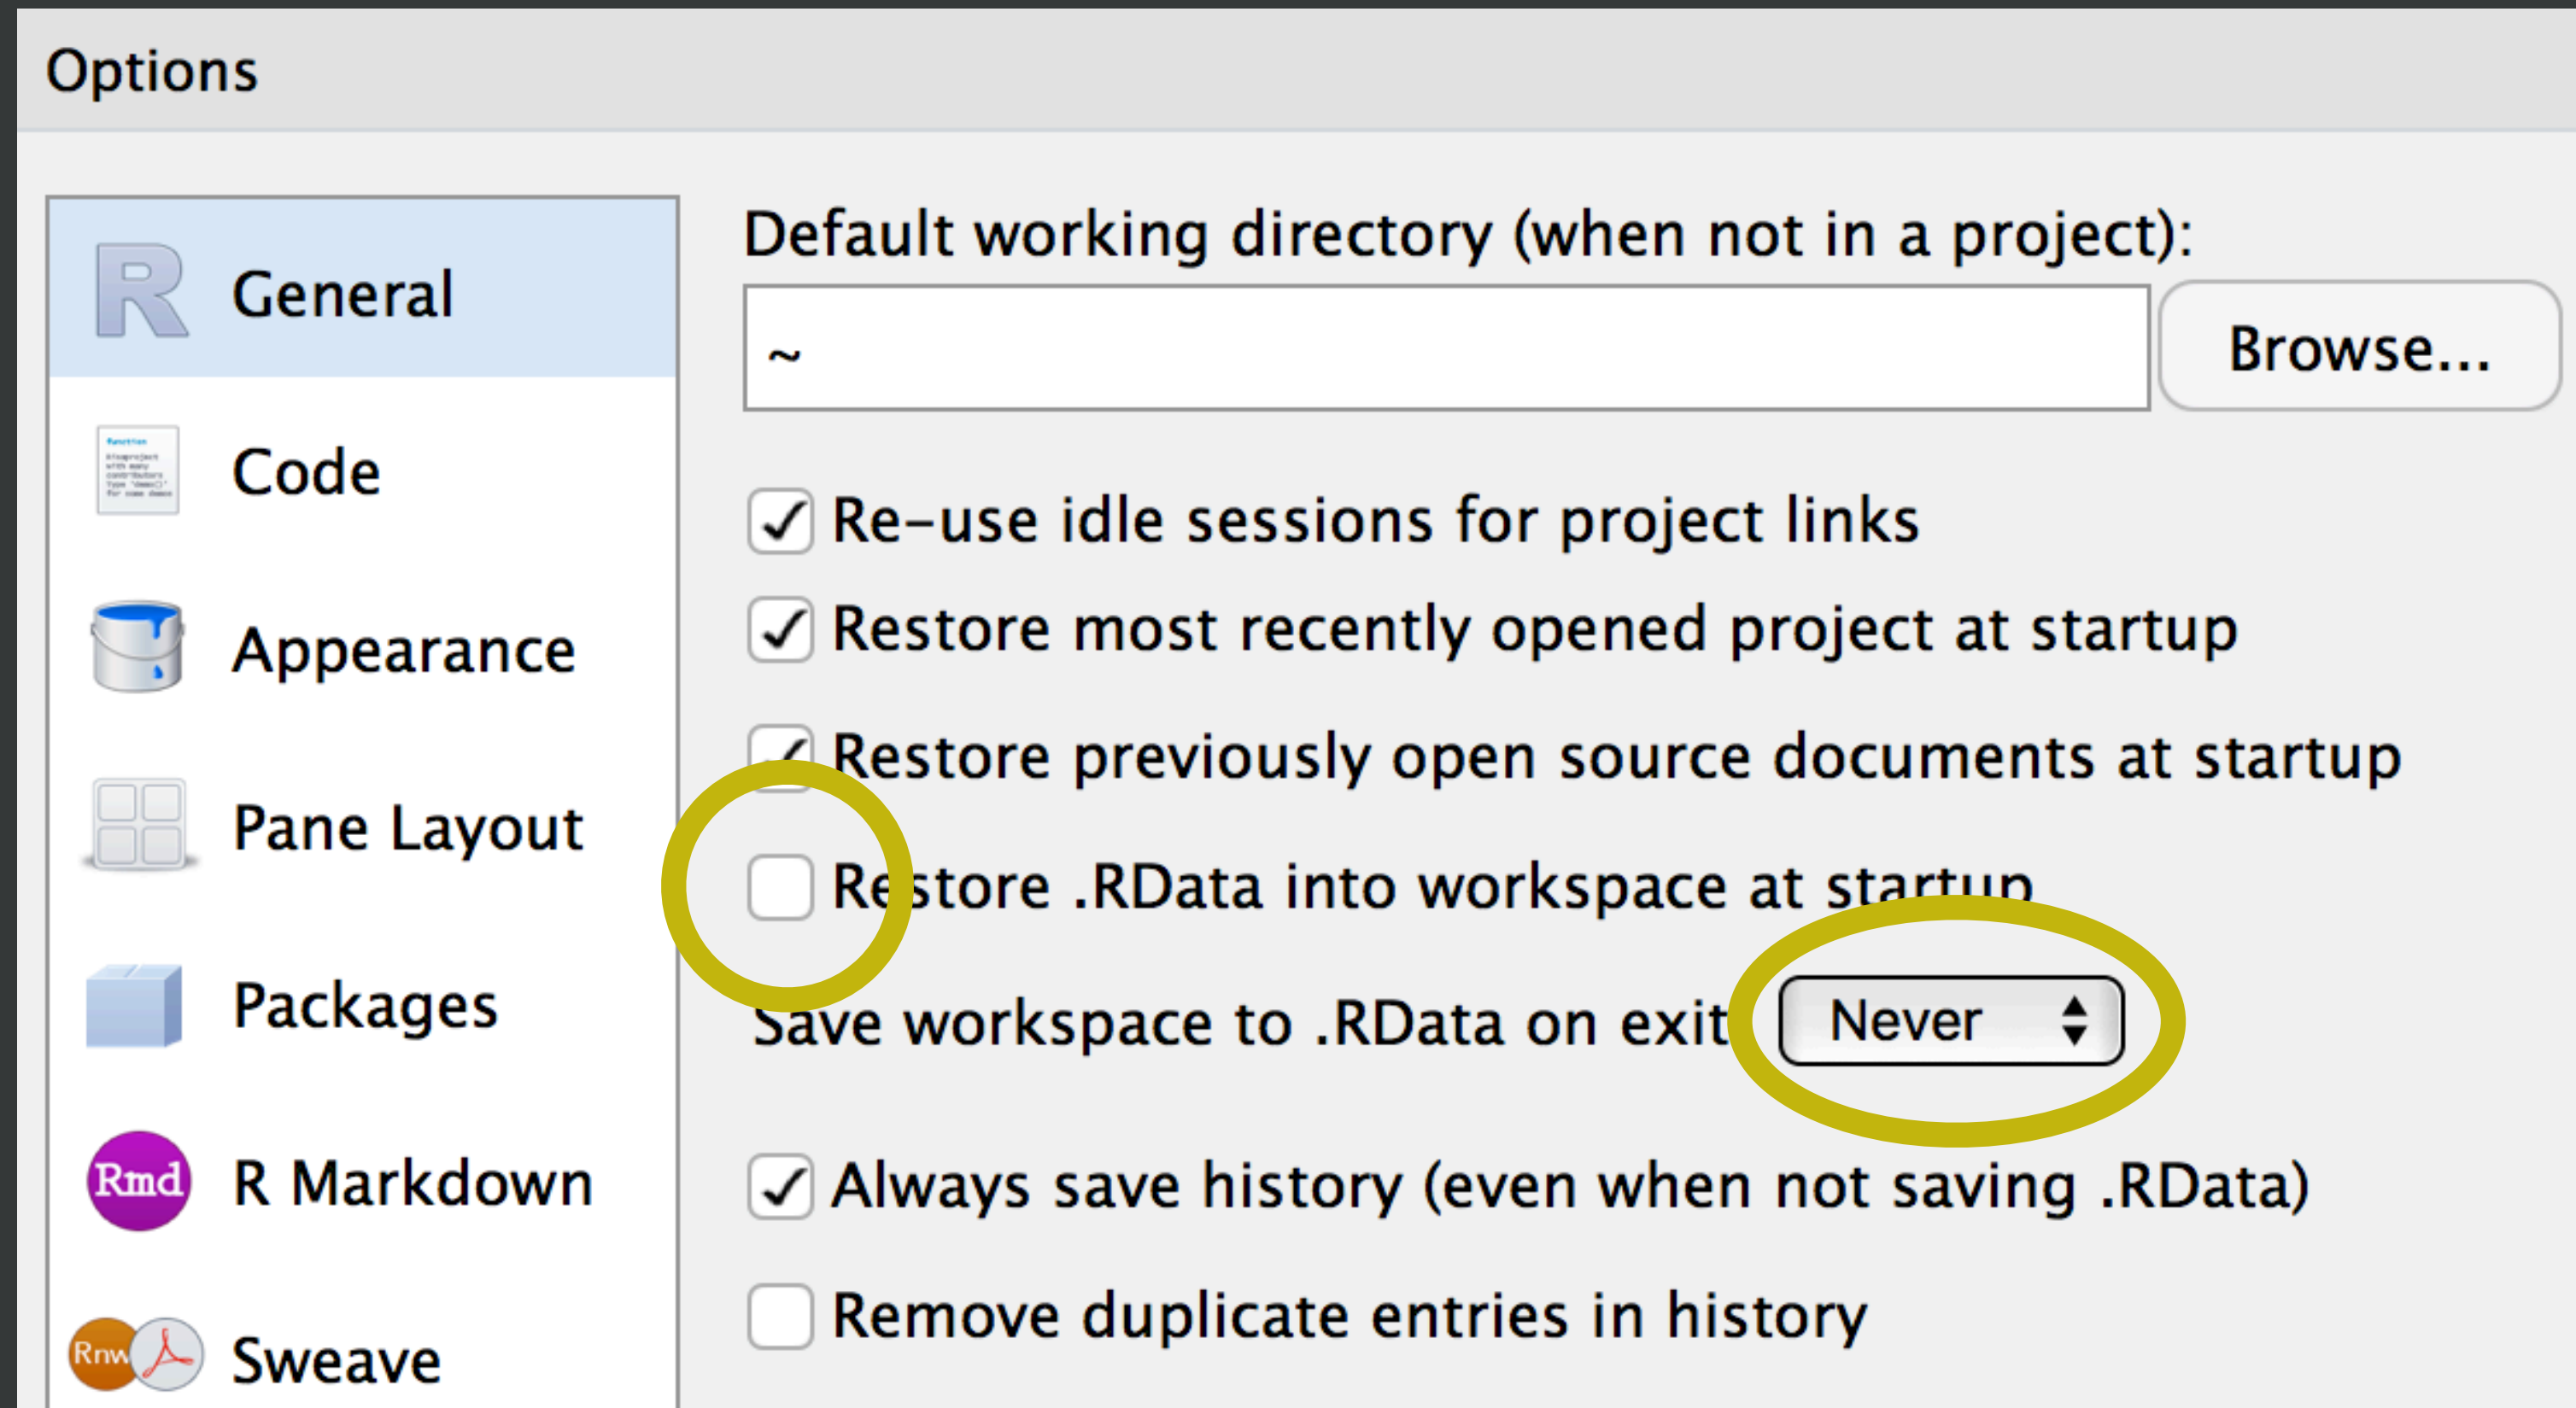 Options
General
Code
Appearance
Pane Layout
Packages
Rmd
R Markdown
Rnw
Sweave
Default working directory (when not in a project):
~
Browse...
Re-use idle sessions for project links
Restore most recently opened project at startup
Restore previously open source documents at startup
Restore .RData into workspace at startup
Save workspace to .RData on exit
Never
Always save history (even when not saving .RData)
Remove duplicate entries in history